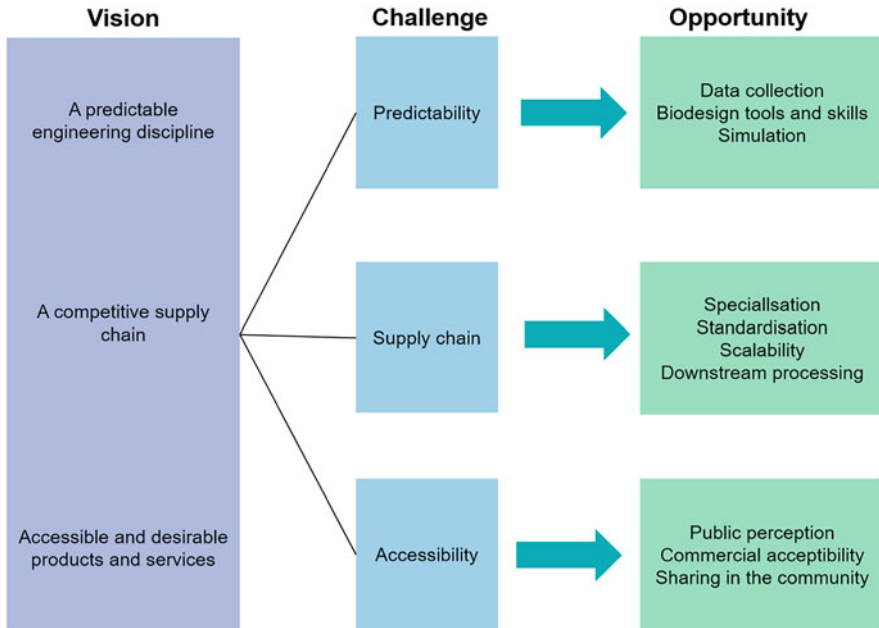 Vision
Challenge
Opportunity
A predictable
engineering discipline
Predictability
Data collection
Biodesign tools and skills
Simulation
A competitive supply
chain
Supply chain
Speciallsation
Standardisation
Scalability
Downstream processing
Accessible and desirable
products and services
Accessibility
Public perception
Commercial acceptibility
Sharing in the community